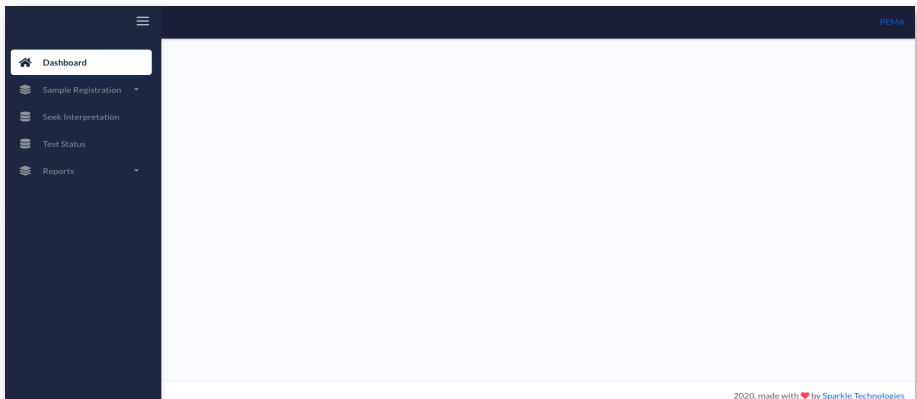 PEMA
Dashboard
Sample Registration
Seek Interpretation
Test Status
Reports
2020, made with ❤ by Sparkle Technologies